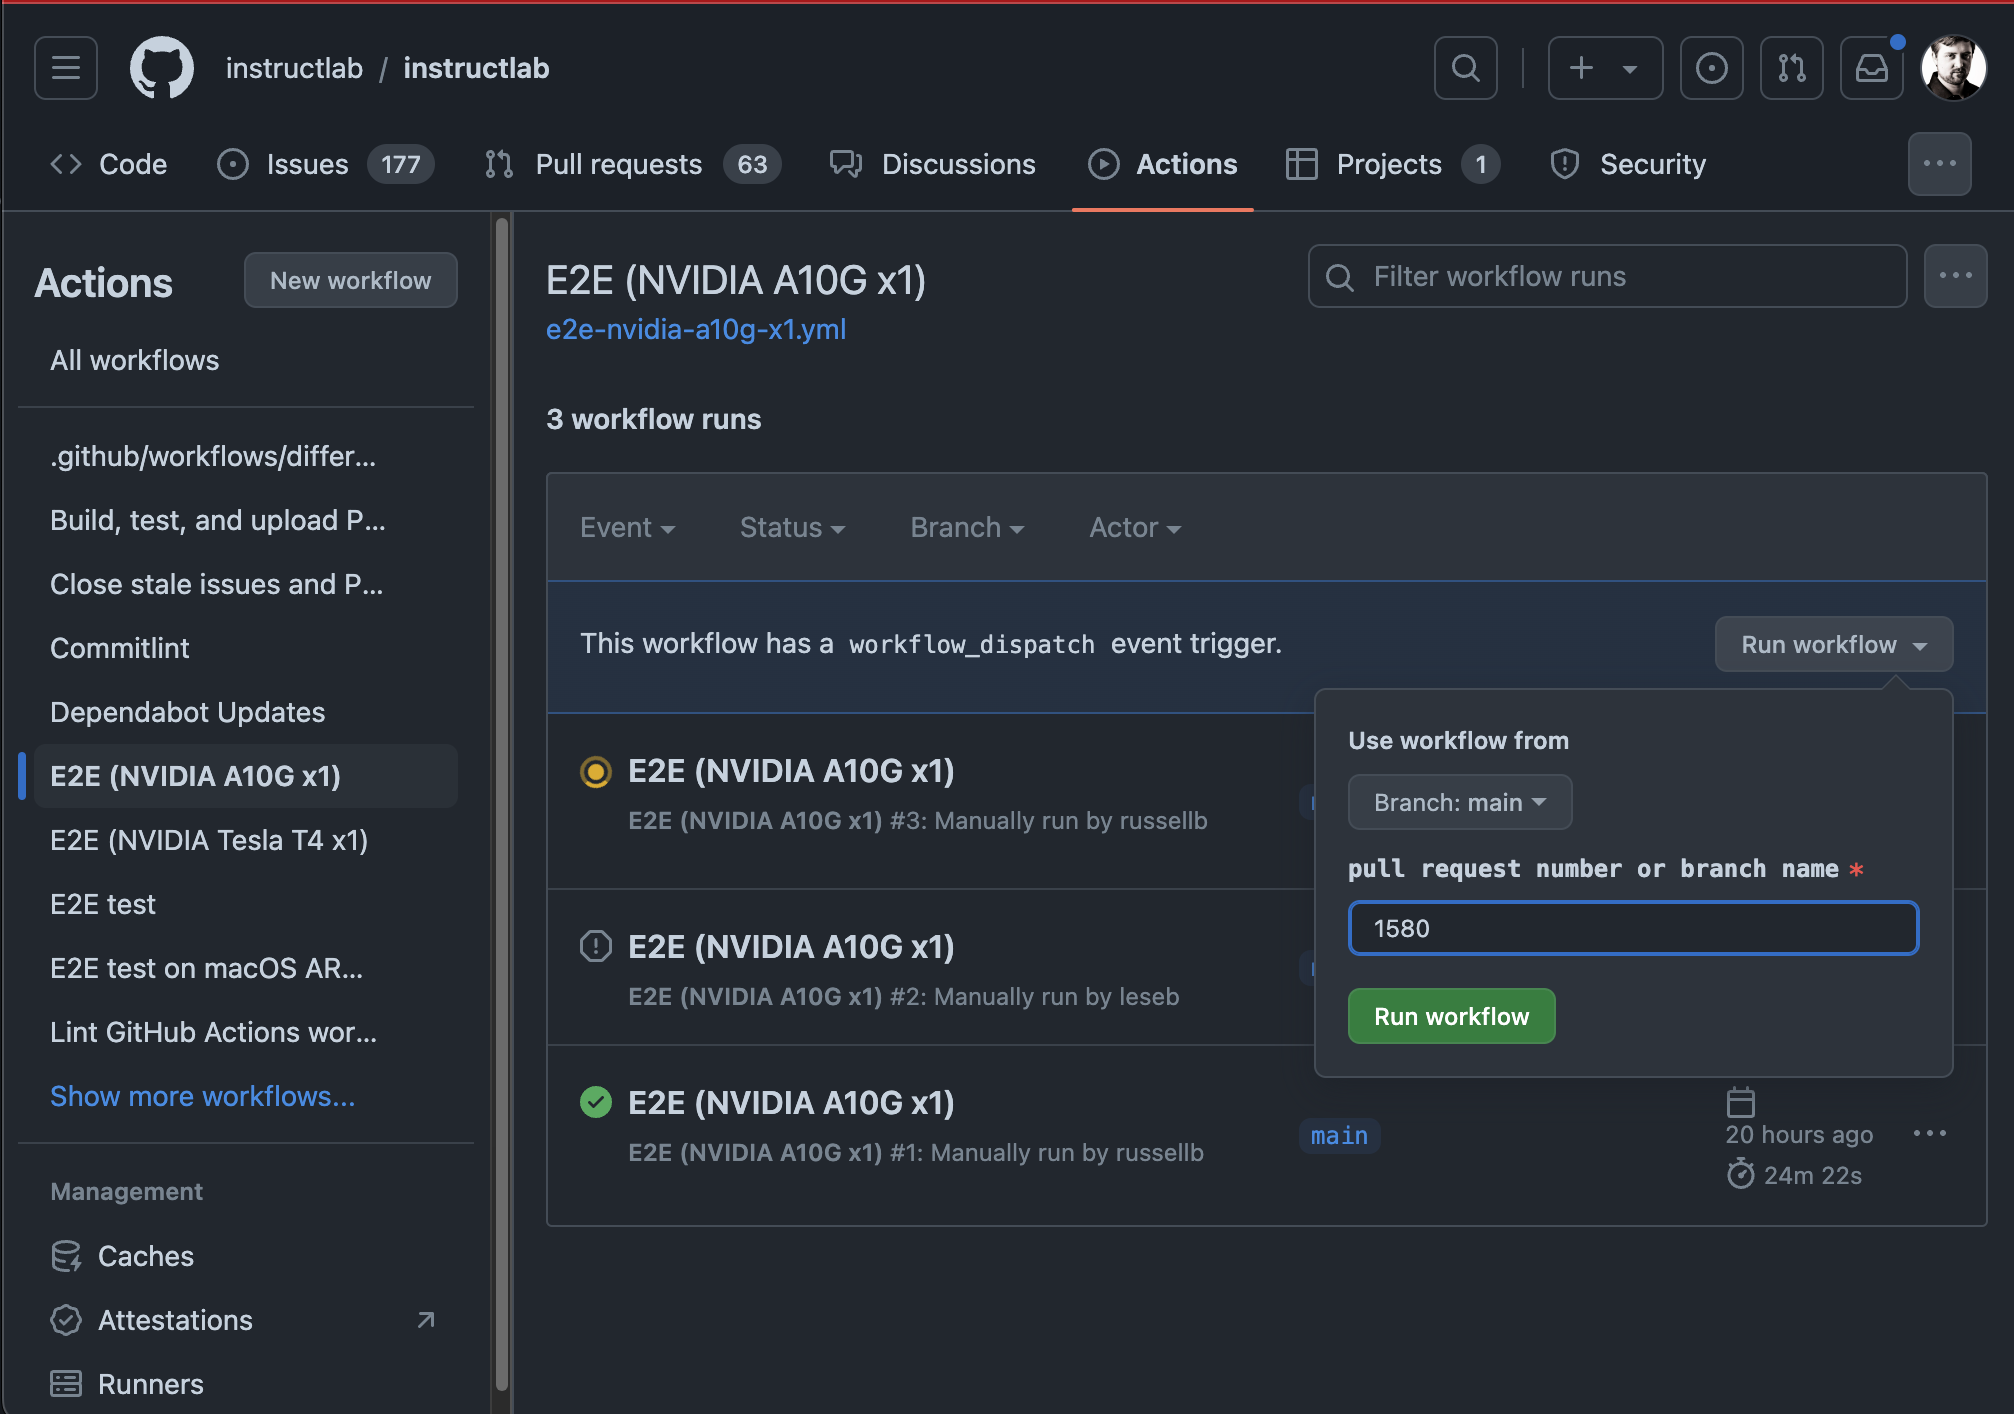 instructlab / instructlab
Code
Issues 177
Pull requests 63
Discussions
Actions
Projects 1
Security
Actions
New workflow
All workflows
.github/workflows/differ...
Build, test, and upload P...
Close stale issues and P...
Commitlint
Dependabot Updates
E2E (NVIDIA A10G x1)
E2E (NVIDIA Tesla T4 x1)
E2E test
E2E test on macOS AR...
Lint GitHub Actions wor...
Show more workflows...
Management
Caches
Attestations
Runners
E2E (NVIDIA A10G x1)
e2e-nvidia-a10g-x1.yml
Filter workflow runs
3 workflow runs
Event Status Branch Actor
This workflow has a workflow_dispatch event trigger.
Run workflow
Use workflow from
Branch: main
pull request number or branch name *
1580
Run workflow
E2E (NVIDIA A10G x1)
E2E (NVIDIA A10G x1) #3: Manually run by russellb
E2E (NVIDIA A10G x1)
E2E (NVIDIA A10G x1) #2: Manually run by leseb
E2E (NVIDIA A10G x1)
E2E (NVIDIA A10G x1) #1: Manually run by russellb
main
20 hours ago
24m 22s